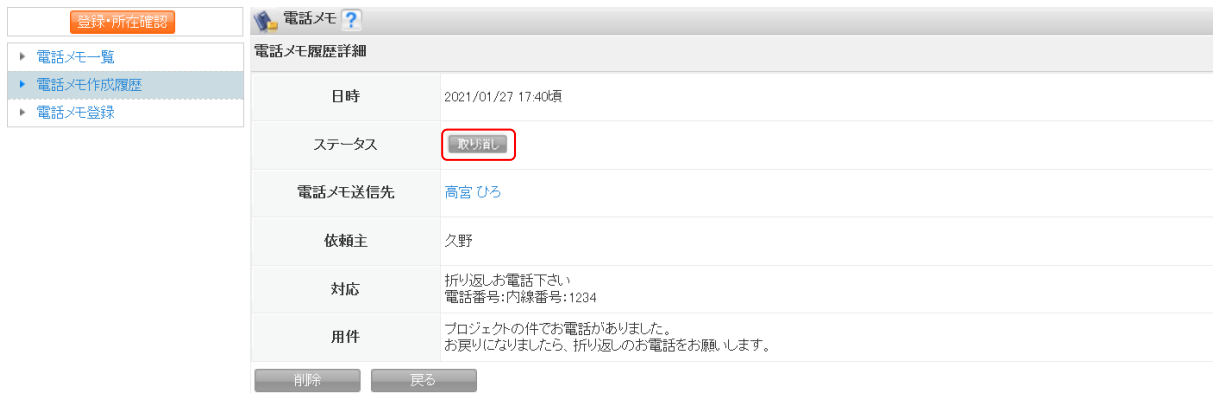 登録・所在確認
電話メモ一覧
電話メモ作成履歴
電話メモ登録
電話メモ ?
電話メモ履歴詳細
日時 2021/01/27 17:40頃
ステータス 取り消し
電話メモ送信先 高宮 ひろ
依頼主 久野
対応 折り返しお電話下さい
電話番号:内線番号:1234
用件 プロジェクトの件でお電話がありました。
お戻りになりましたら、折り返しのお電話をお願いします。
削除 戻る